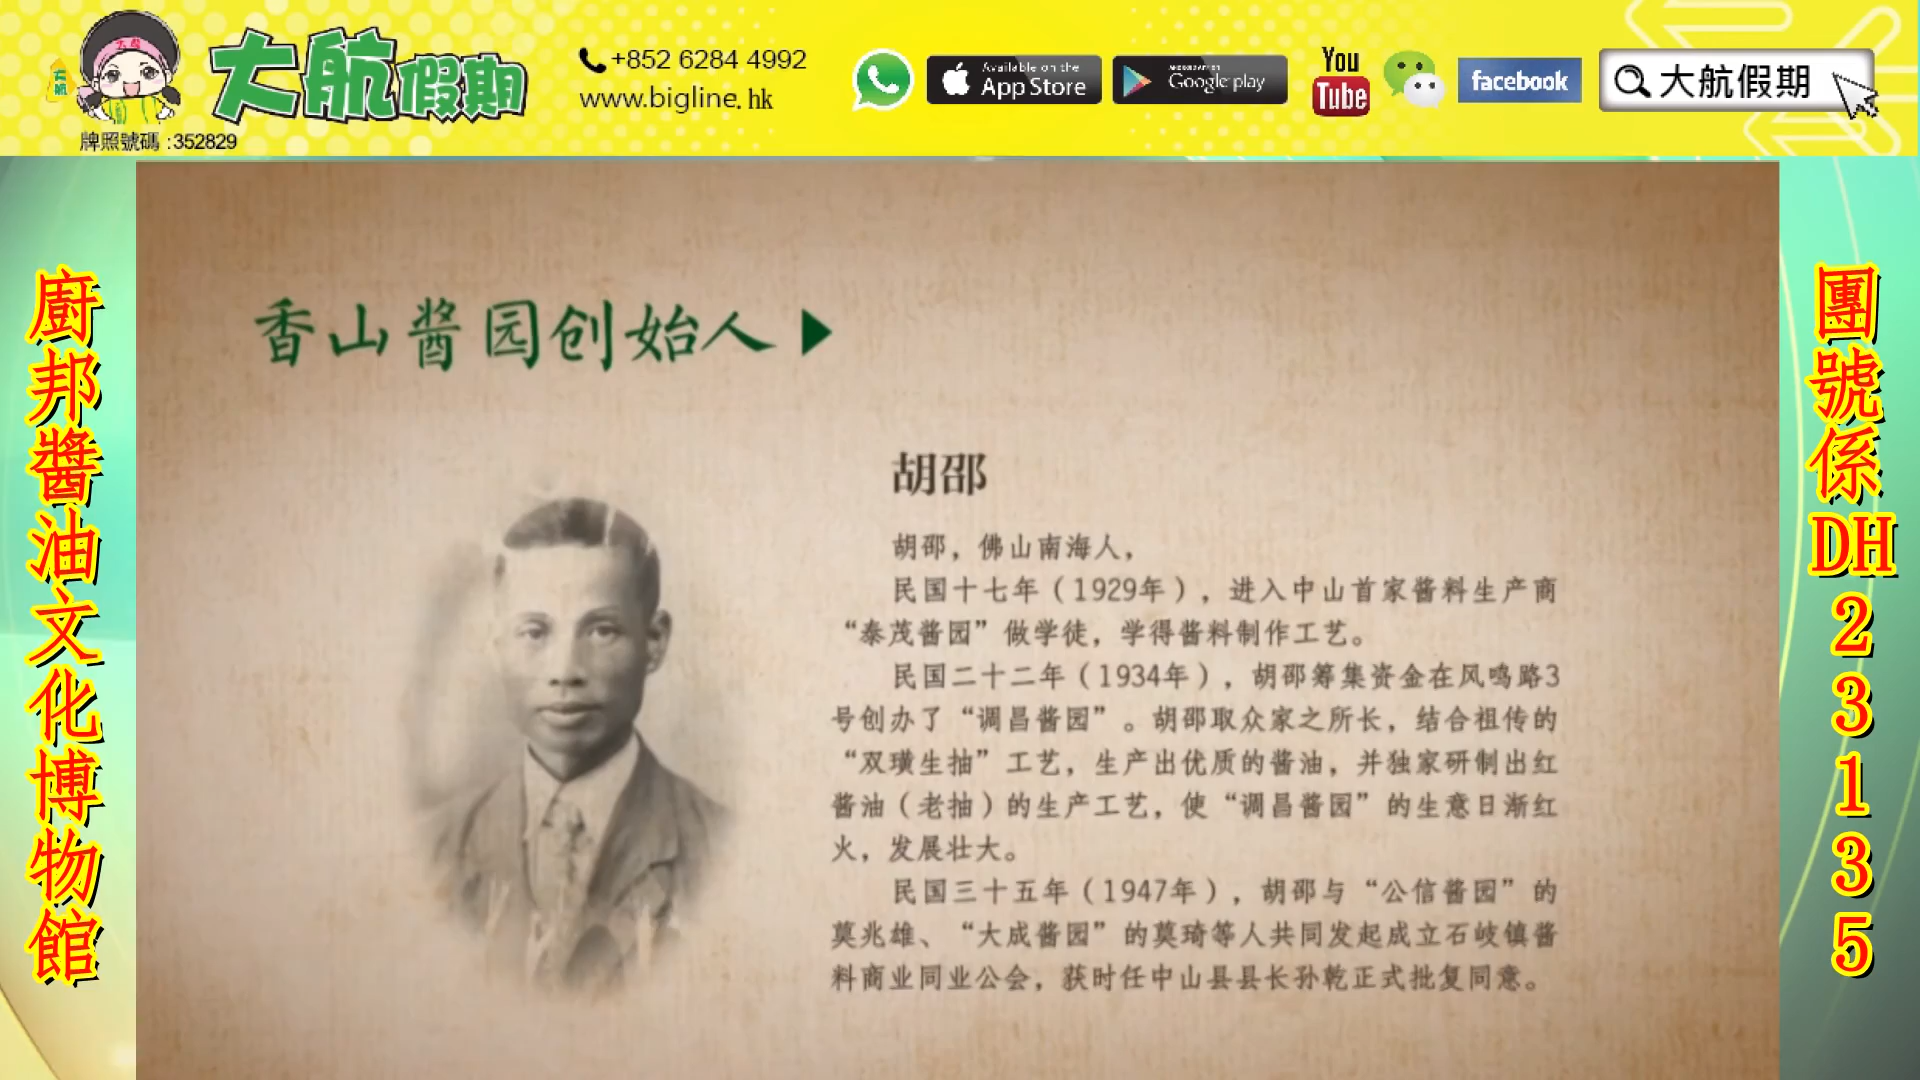 大航
大航假期
牌照號碼 :352829
+852 6284 4992
www.bigline.hk
Available on the
App Store
Google play
You
Tube
facebook
大航假期
廚邦醬油文化博物館
香山酱园创始人
胡邵
胡邵，佛山南海人，
民国十七年（1929年），进入中山首家酱料生产商
“泰茂酱园”做学徒，学得酱料制作工艺。
民国二十二年（1934年），胡邵筹集资金在风鸣路3
号创办了“调昌酱园”。胡邵取众家之所长，结合祖传的
“双璜生抽”工艺，生产出优质的酱油，并独家研制出红
酱油（老抽）的生产工艺，使“调昌酱园”的生意日渐红
火，发展壮大。
民国三十五年（1947年），胡邵与“公信酱园”的
莫兆雄、“大成酱园”的莫琦等人共同发起成立石岐镇酱
料商业同业公会，获时任中山县县长孙乾正式批复同意。
團號係DH23135